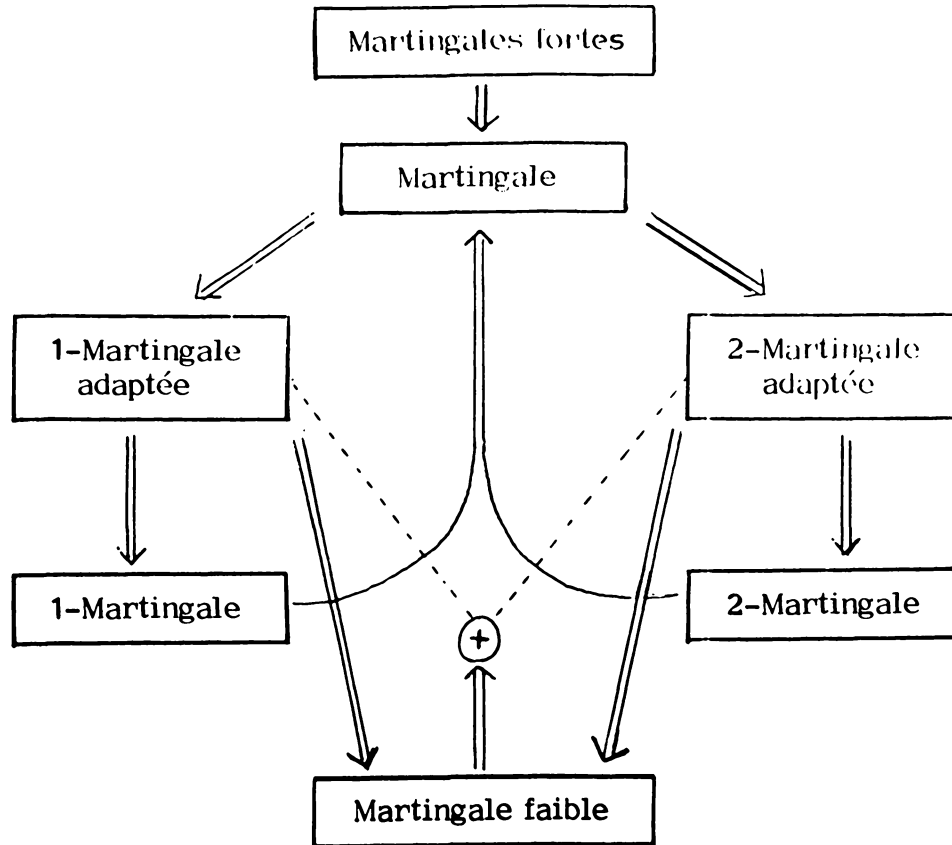 Martingales fortes
Martingale
1-Martingale
adaptée
2-Martingale
adaptée
1-Martingale
2-Martingale
+
Martingale faible